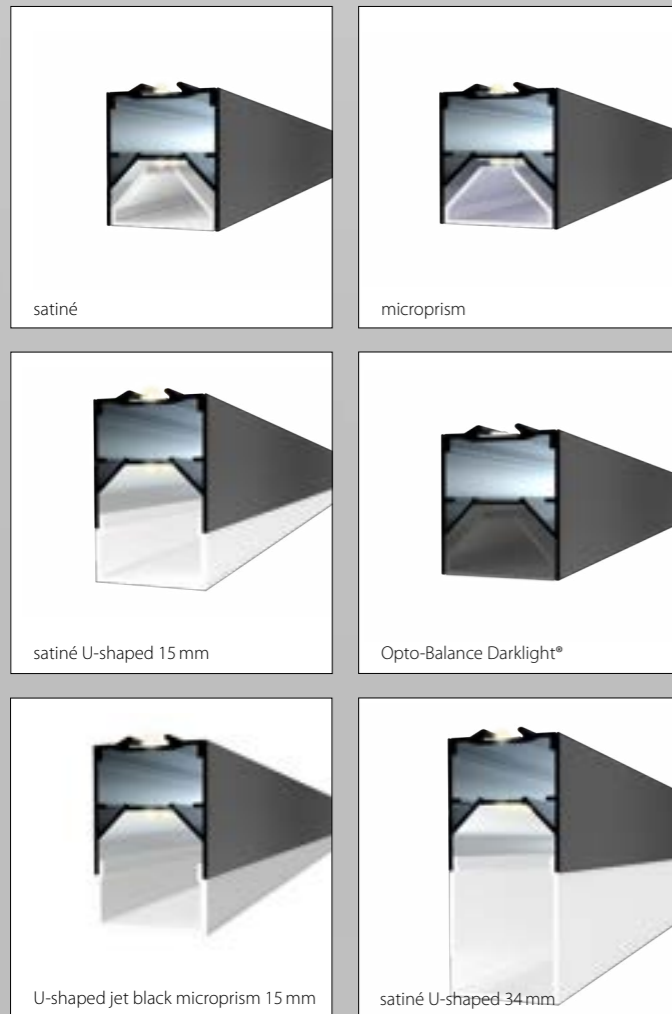 satiné
microprism
satiné U-shaped 15 mm
Opto-Balance Darklight®
U-shaped jet black microprism 15 mm
satiné U-shaped 34 mm